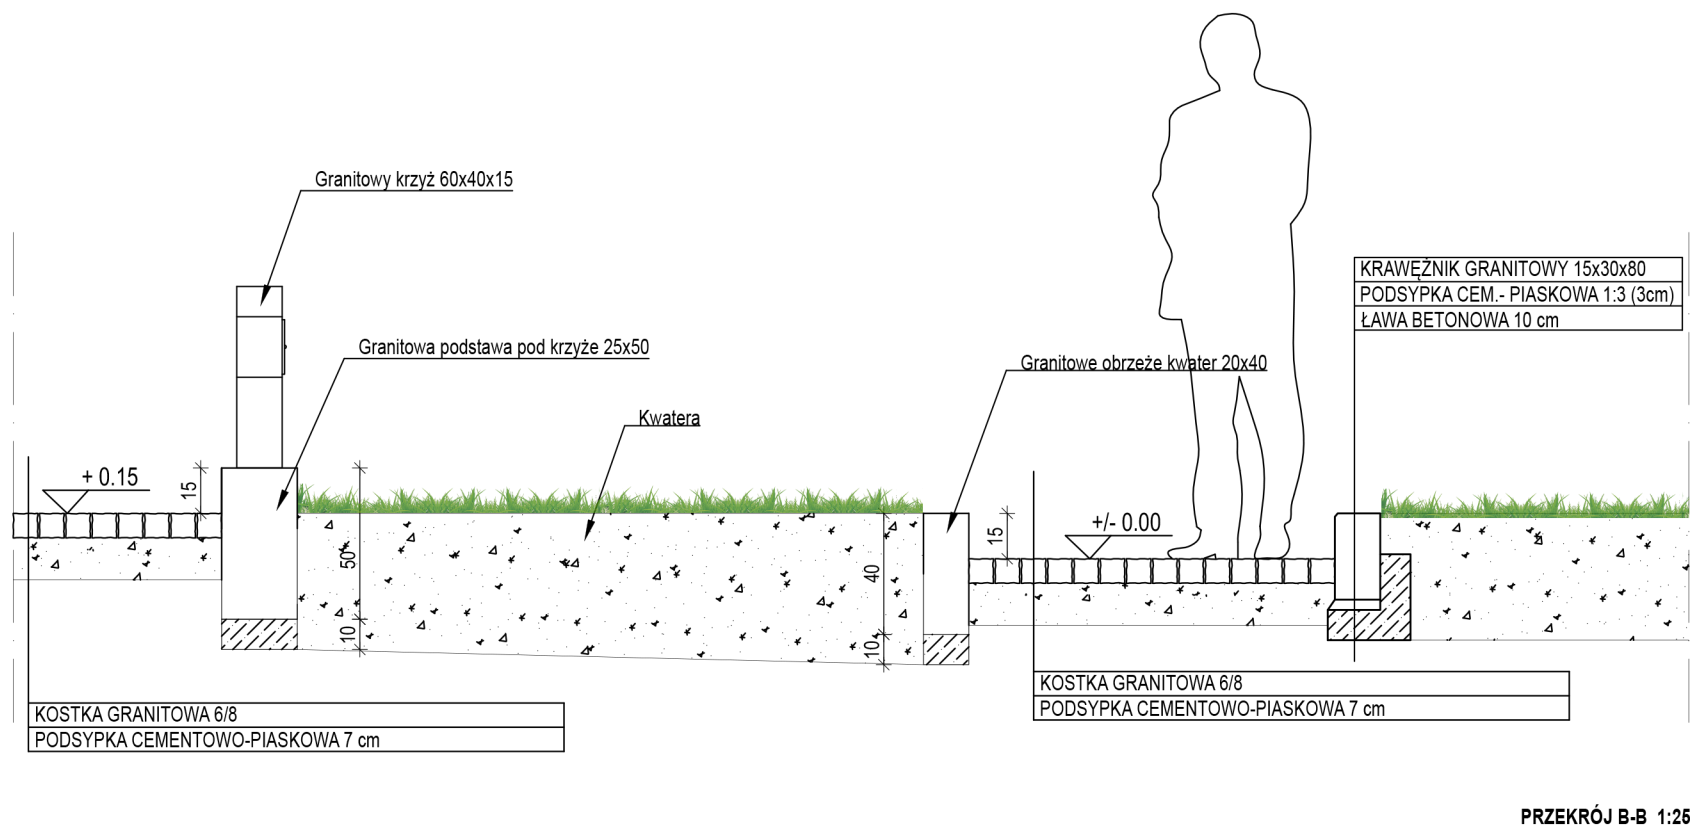 Granitowy krzyż 60x40x15
KRAWĘŻNIK GRANITOWY 15x30x80
PODSYPKA CEM.- PIASKOWA 1:3 (3cm)
ŁAWA BETONOWA 10 cm
Granitowa podstawa pod krzyże 25x50
Granitowe obrzeże kwater 20x40
Kwatera
+ 0.15
15
50
10
40
10
15
+/- 0.00
KOSTKA GRANITOWA 6/8
PODSYPKA CEMENTOWO-PIASKOWA 7 cm
KOSTKA GRANITOWA 6/8
PODSYPKA CEMENTOWO-PIASKOWA 7 cm
PRZEKRÓJ B-B 1:25